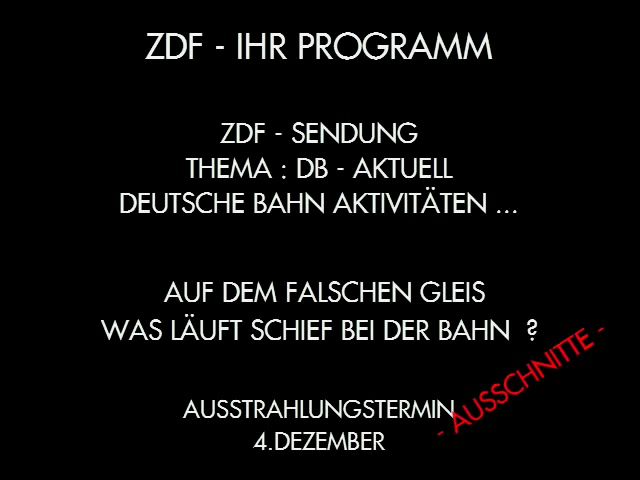 ZDF - IHR PROGRAMM
ZDF - SENDUNG
THEMA : DB - AKTUELL
DEUTSCHE BAHN AKTIVITÄTEN ...
AUF DEM FALSCHEN GLEIS
WAS LÄUFT SCHIEF BEI DER BAHN ?
- AUSSCHNITTE -
AUSSTRAHLUNGSTERMIN
4.DEZEMBER